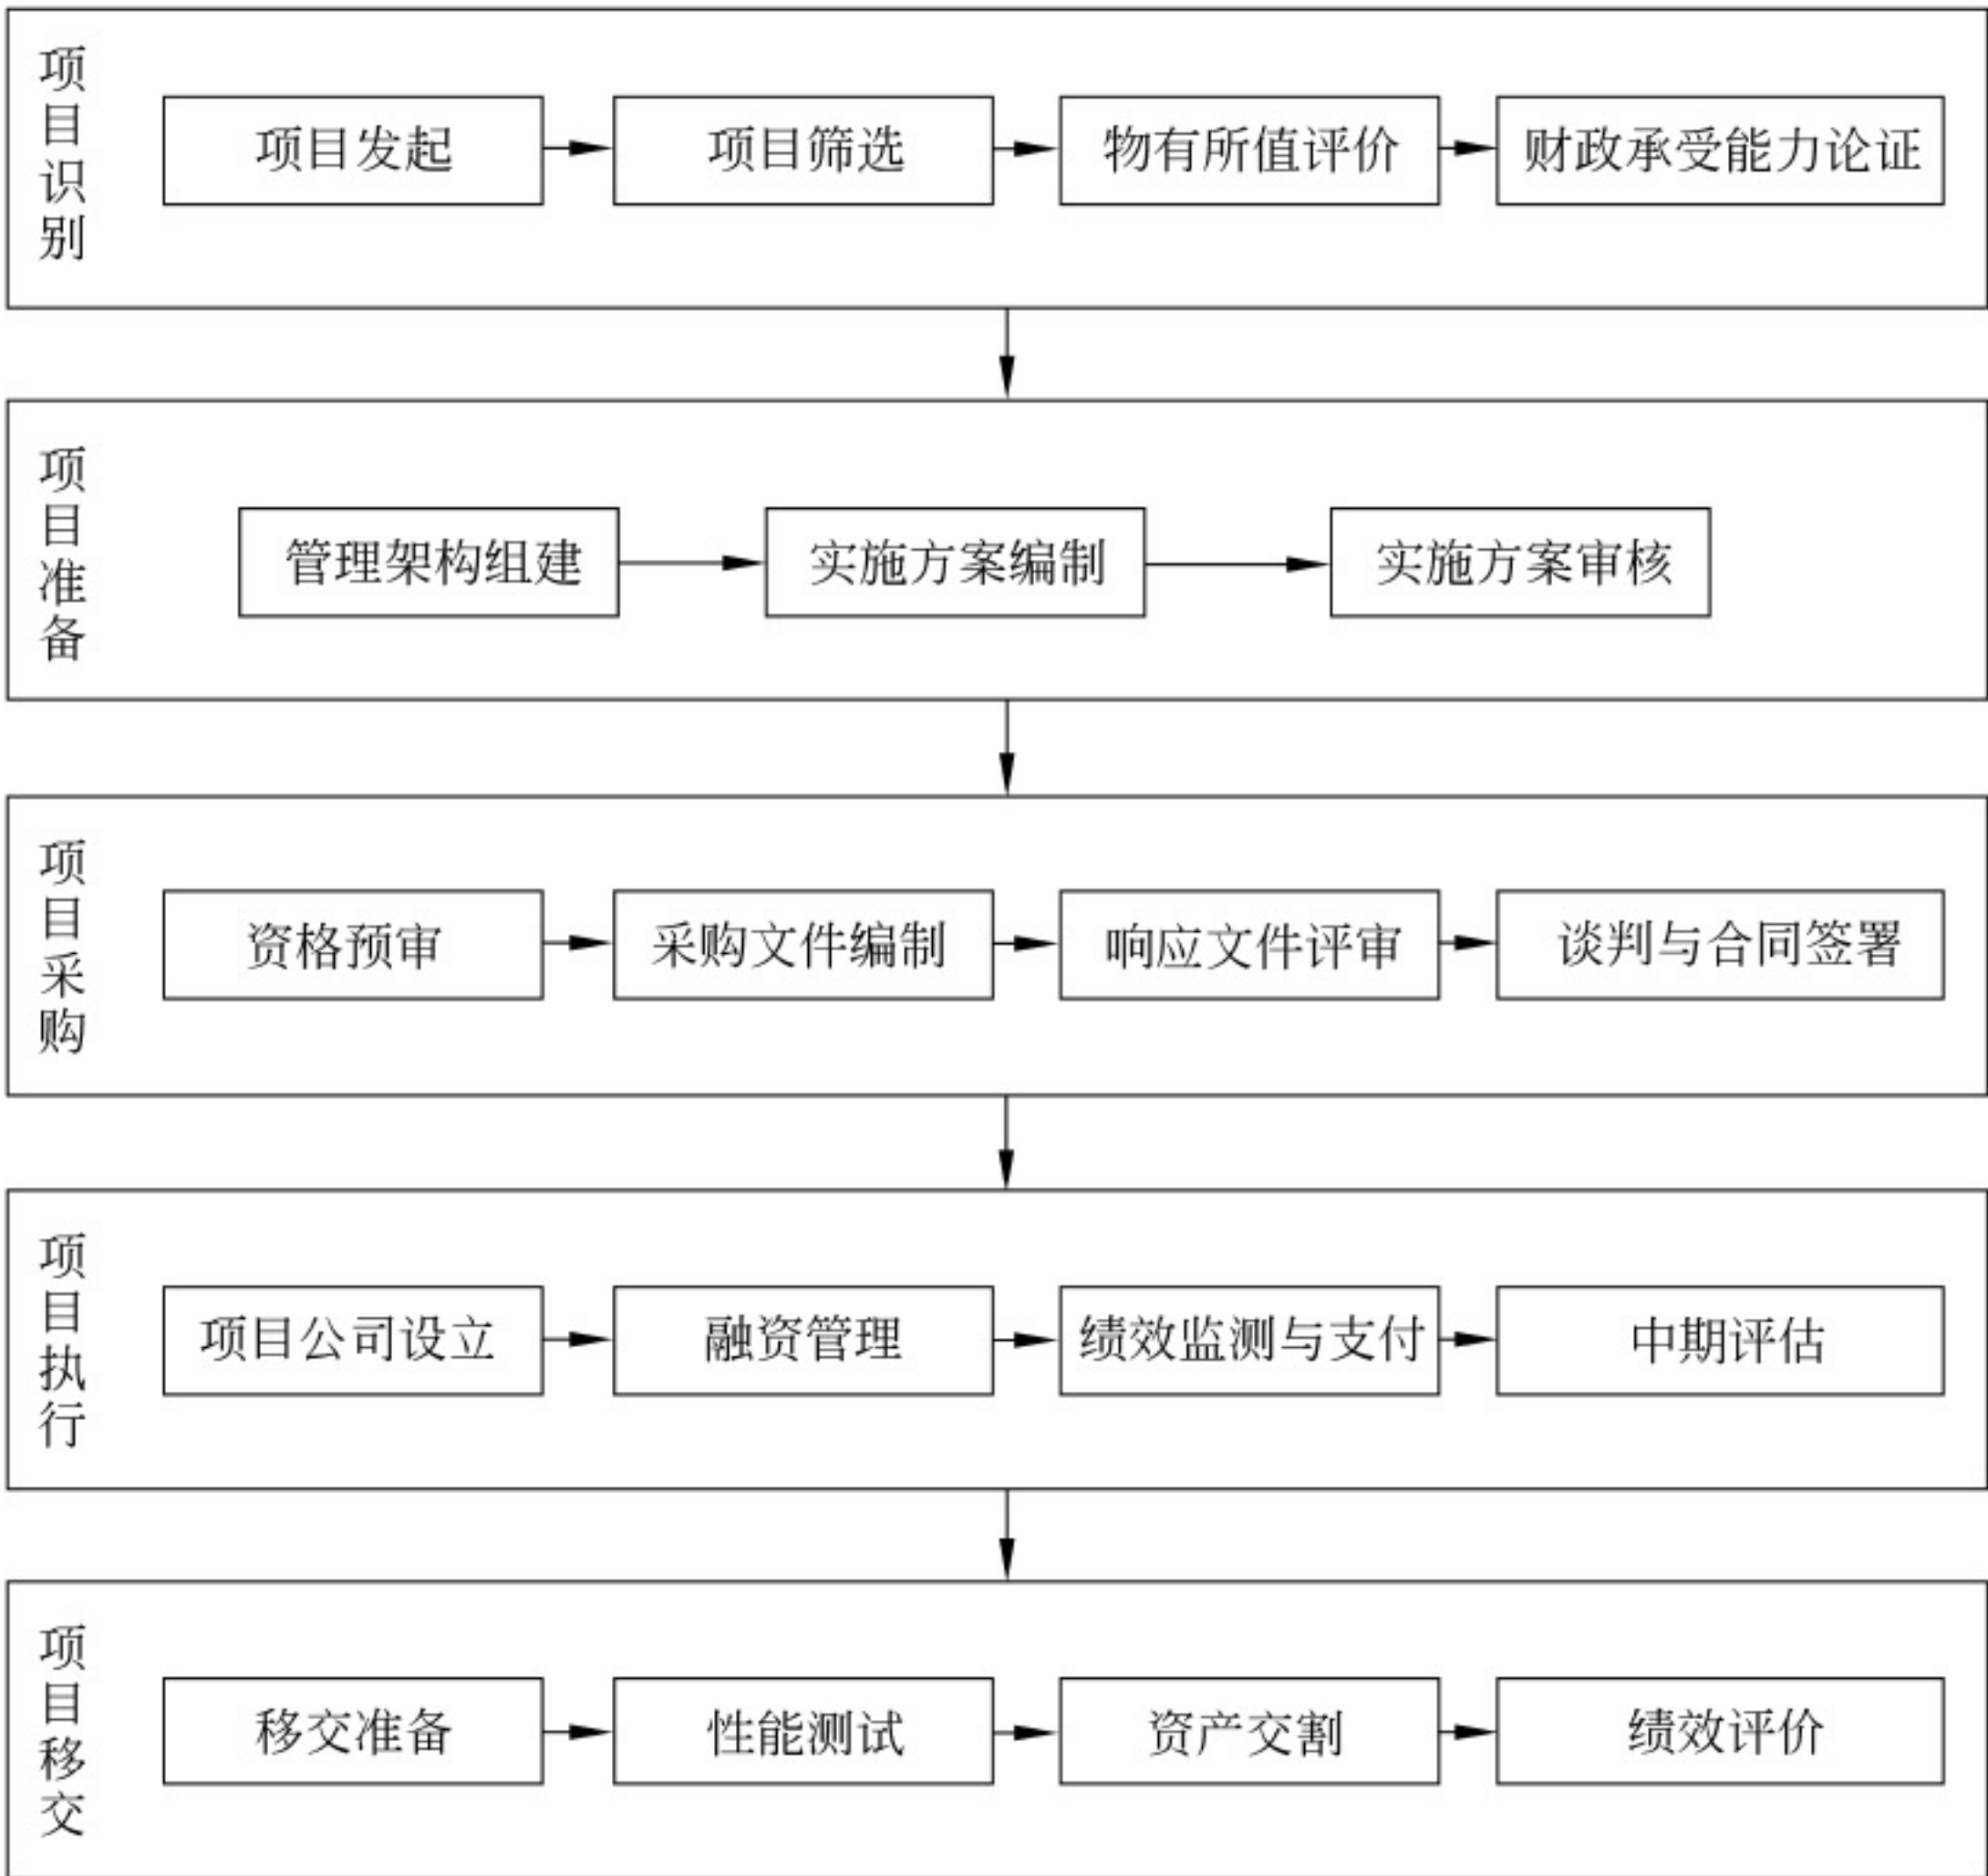 项目识别
项目发起
项目筛选
物有所值评价
财政承受能力论证
项目准备
管理架构组建
实施方案编制
实施方案审核
项目采购
资格预审
采购文件编制
响应文件评审
谈判与合同签署
项目执行
项目公司设立
融资管理
绩效监测与支付
中期评估
项目移交
移交准备
性能测试
资产交割
绩效评价